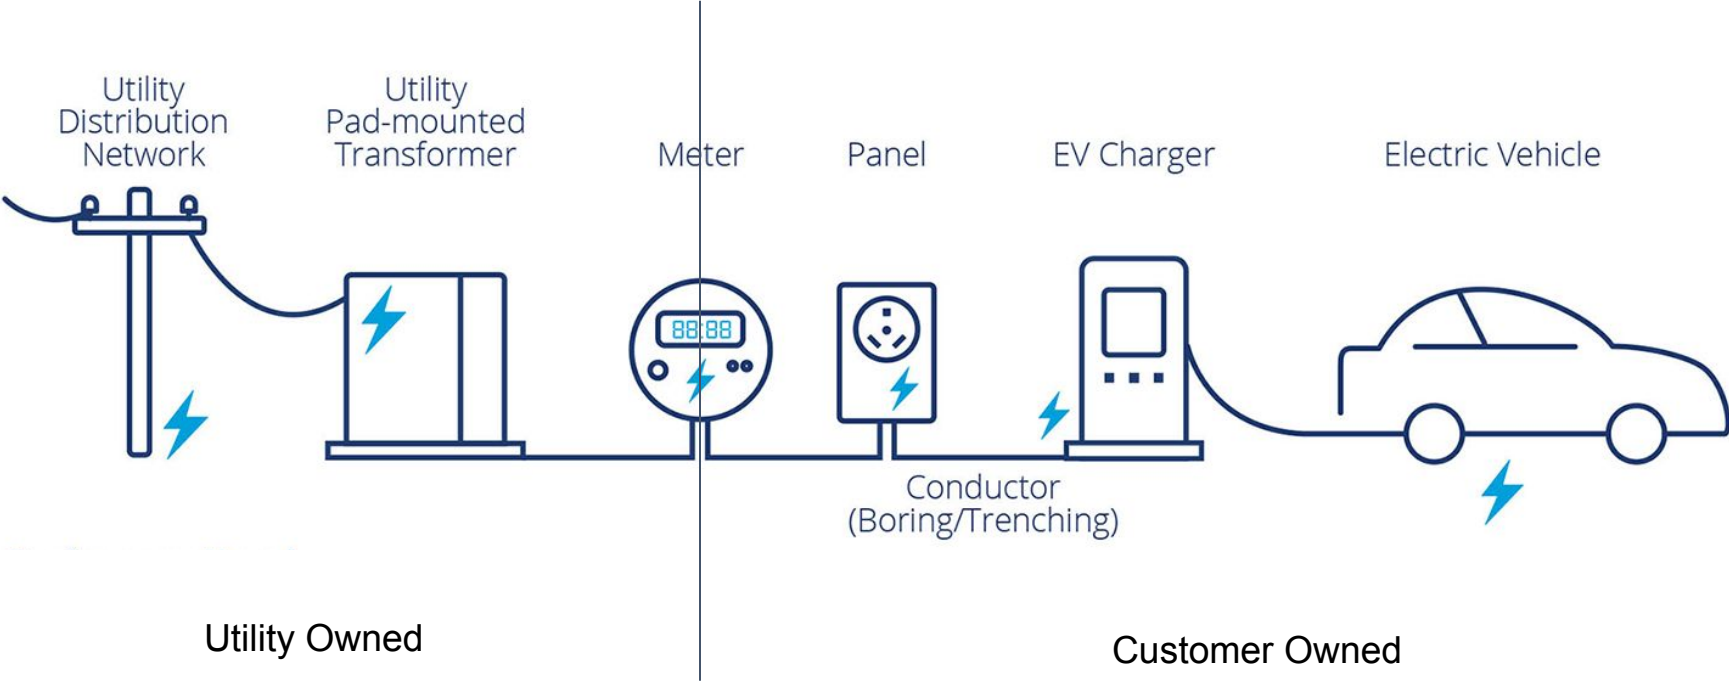 Utility
Distribution
Network
Utility
Pad-mounted
Transformer
Meter
Panel
EV Charger
Electric Vehicle
88:88
Conductor
(Boring/Trenching)
Utility Owned
Customer Owned